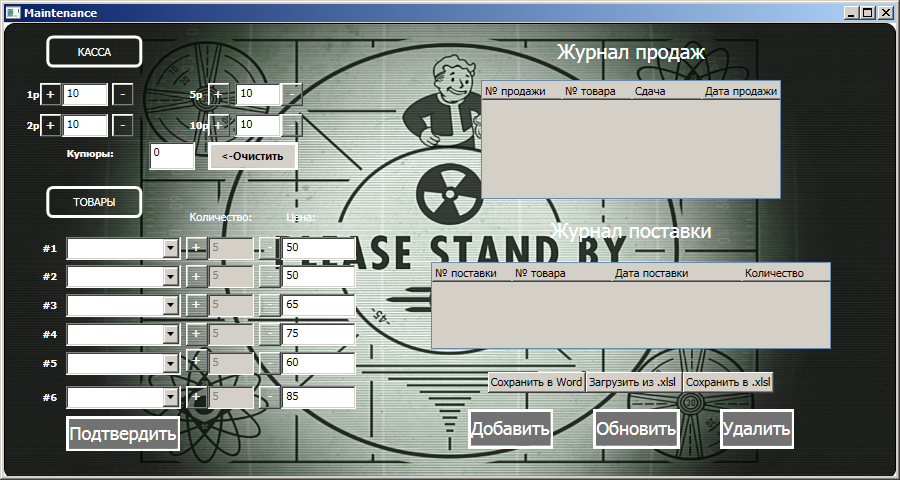 Maintenance
КАССА
1р + 10 -
5р + 10 -
2р + 10 -
10р + 10 -
Купюры: 0 <-Очистить
ТОВАРЫ
Количество: Цена:
#1 + 5 - 50
#2 + 5 - 50
#3 + 5 - 65
#4 + 5 - 75
#5 + 5 - 60
#6 + 5 - 85
Подтвердить
Журнал продаж
№ продажи № товара Сдача Дата продажи
Журнал поставки
№ поставки № товара Дата поставки Количество
Сохранить в Word Загрузить из .xlsl Сохранить в .xlsl
Добавить Обновить Удалить
EASE STAND BY
-45-